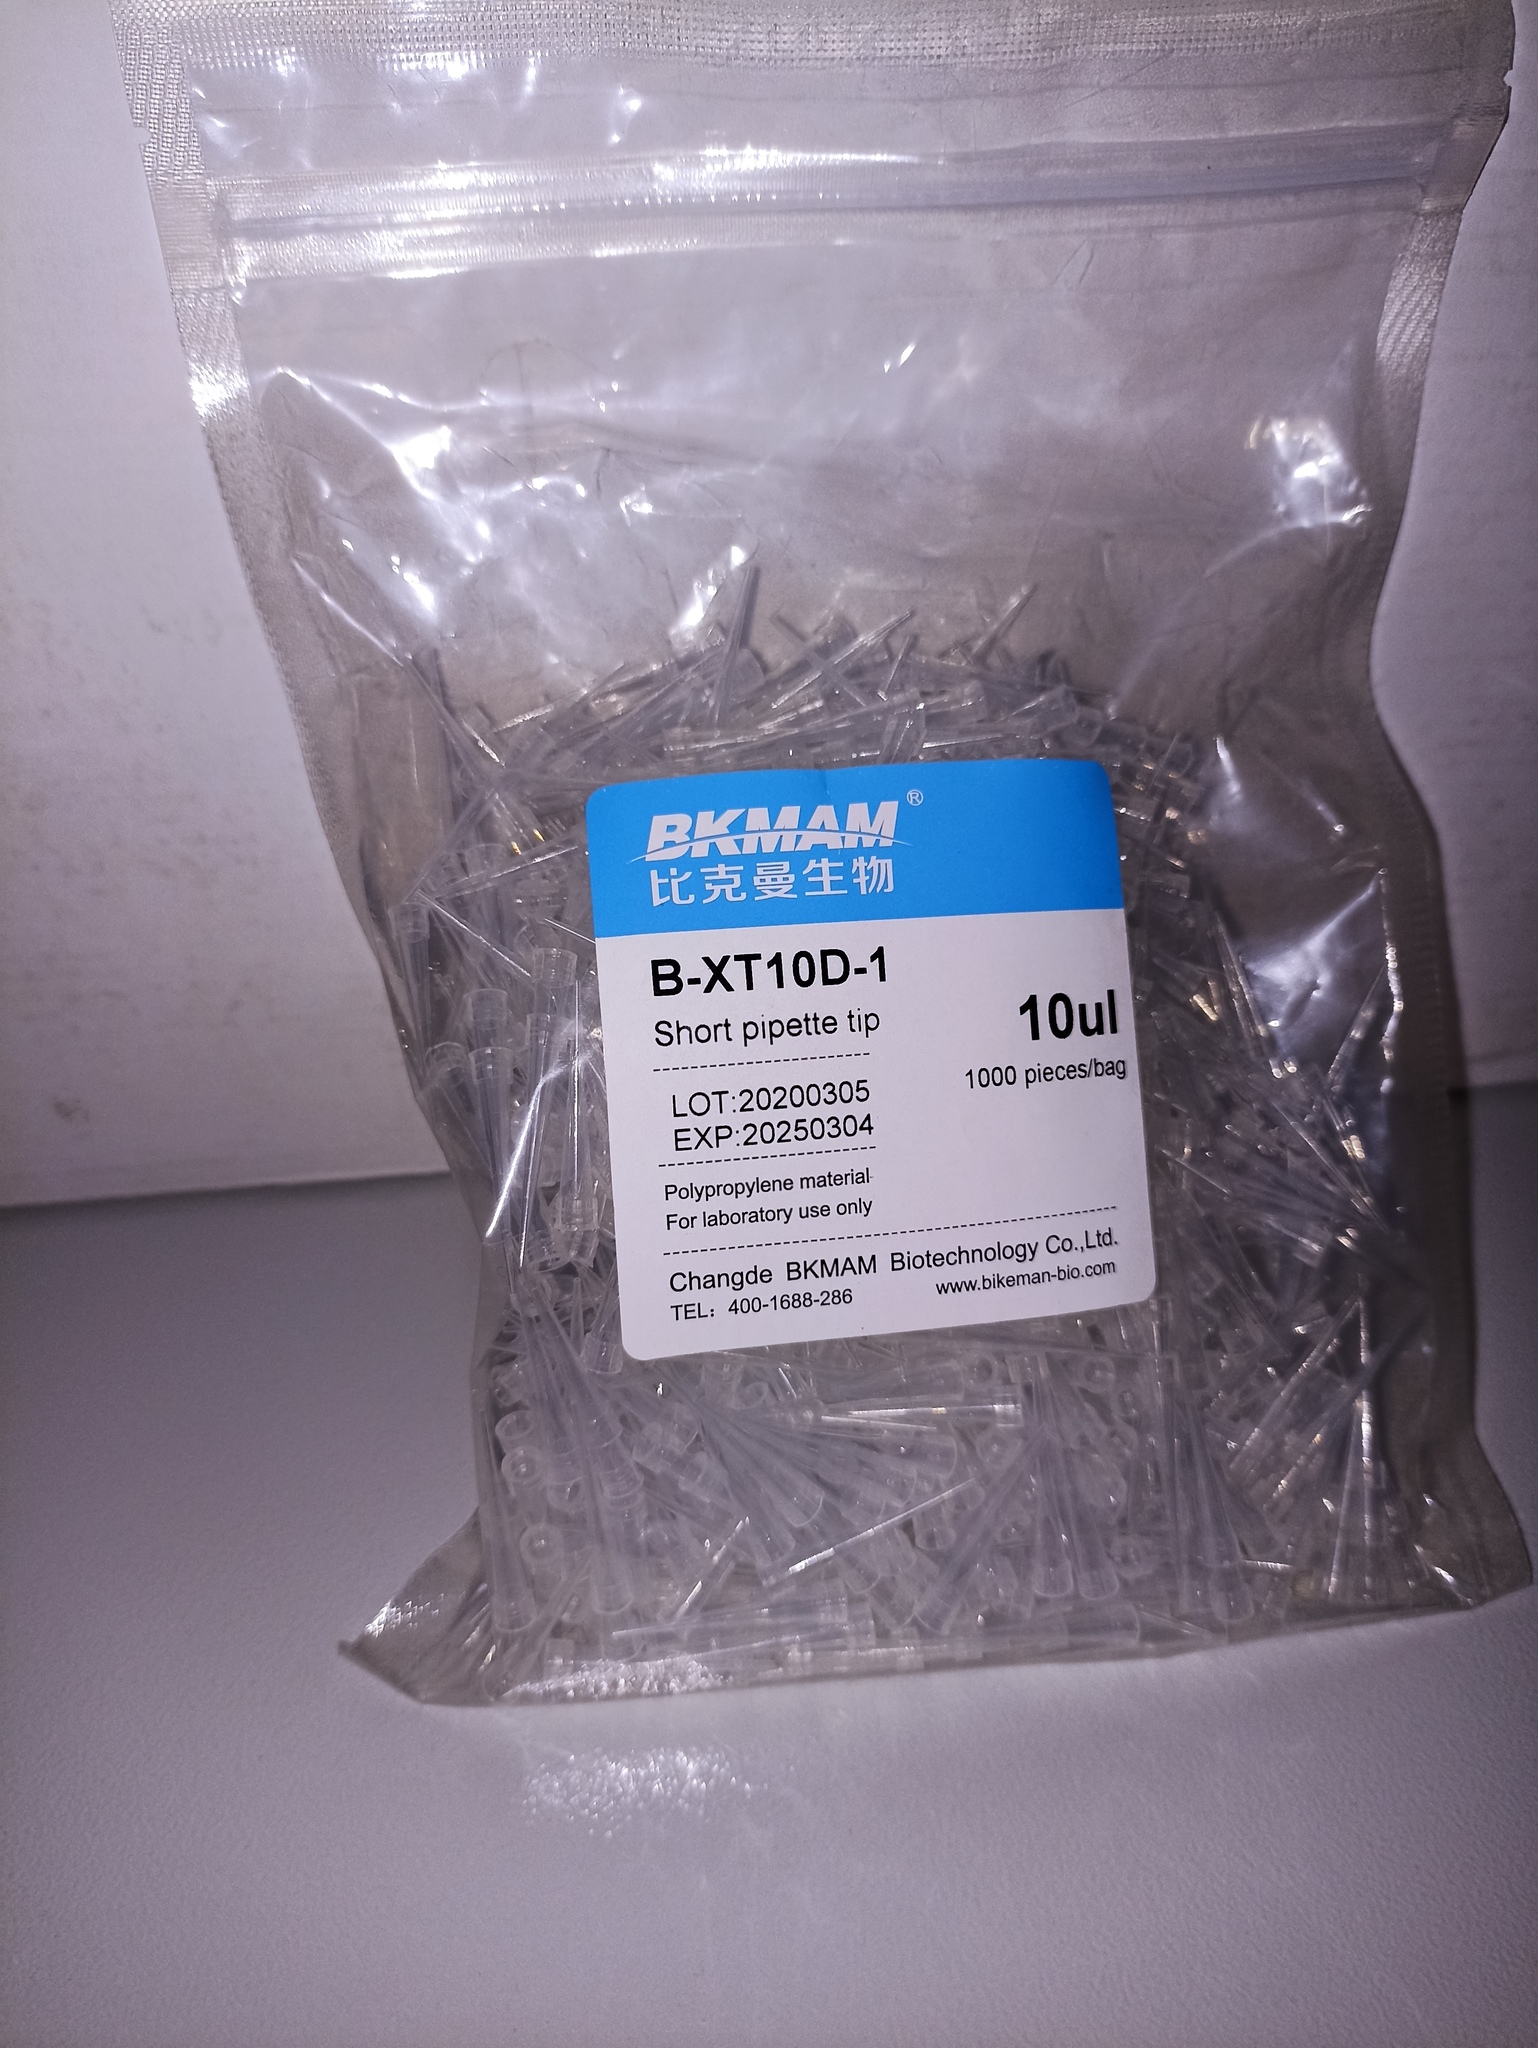 BKMAM®
比克曼生物
B-XT10D-1
Short pipette tip
10ul
1000 pieces/bag
LOT:20200305
EXP:20250304
Polypropylene material
For laboratory use only
Changde BKMAM Biotechnology Co.,Ltd.
TEL：400-1688-286
www.bikeman-bio.com